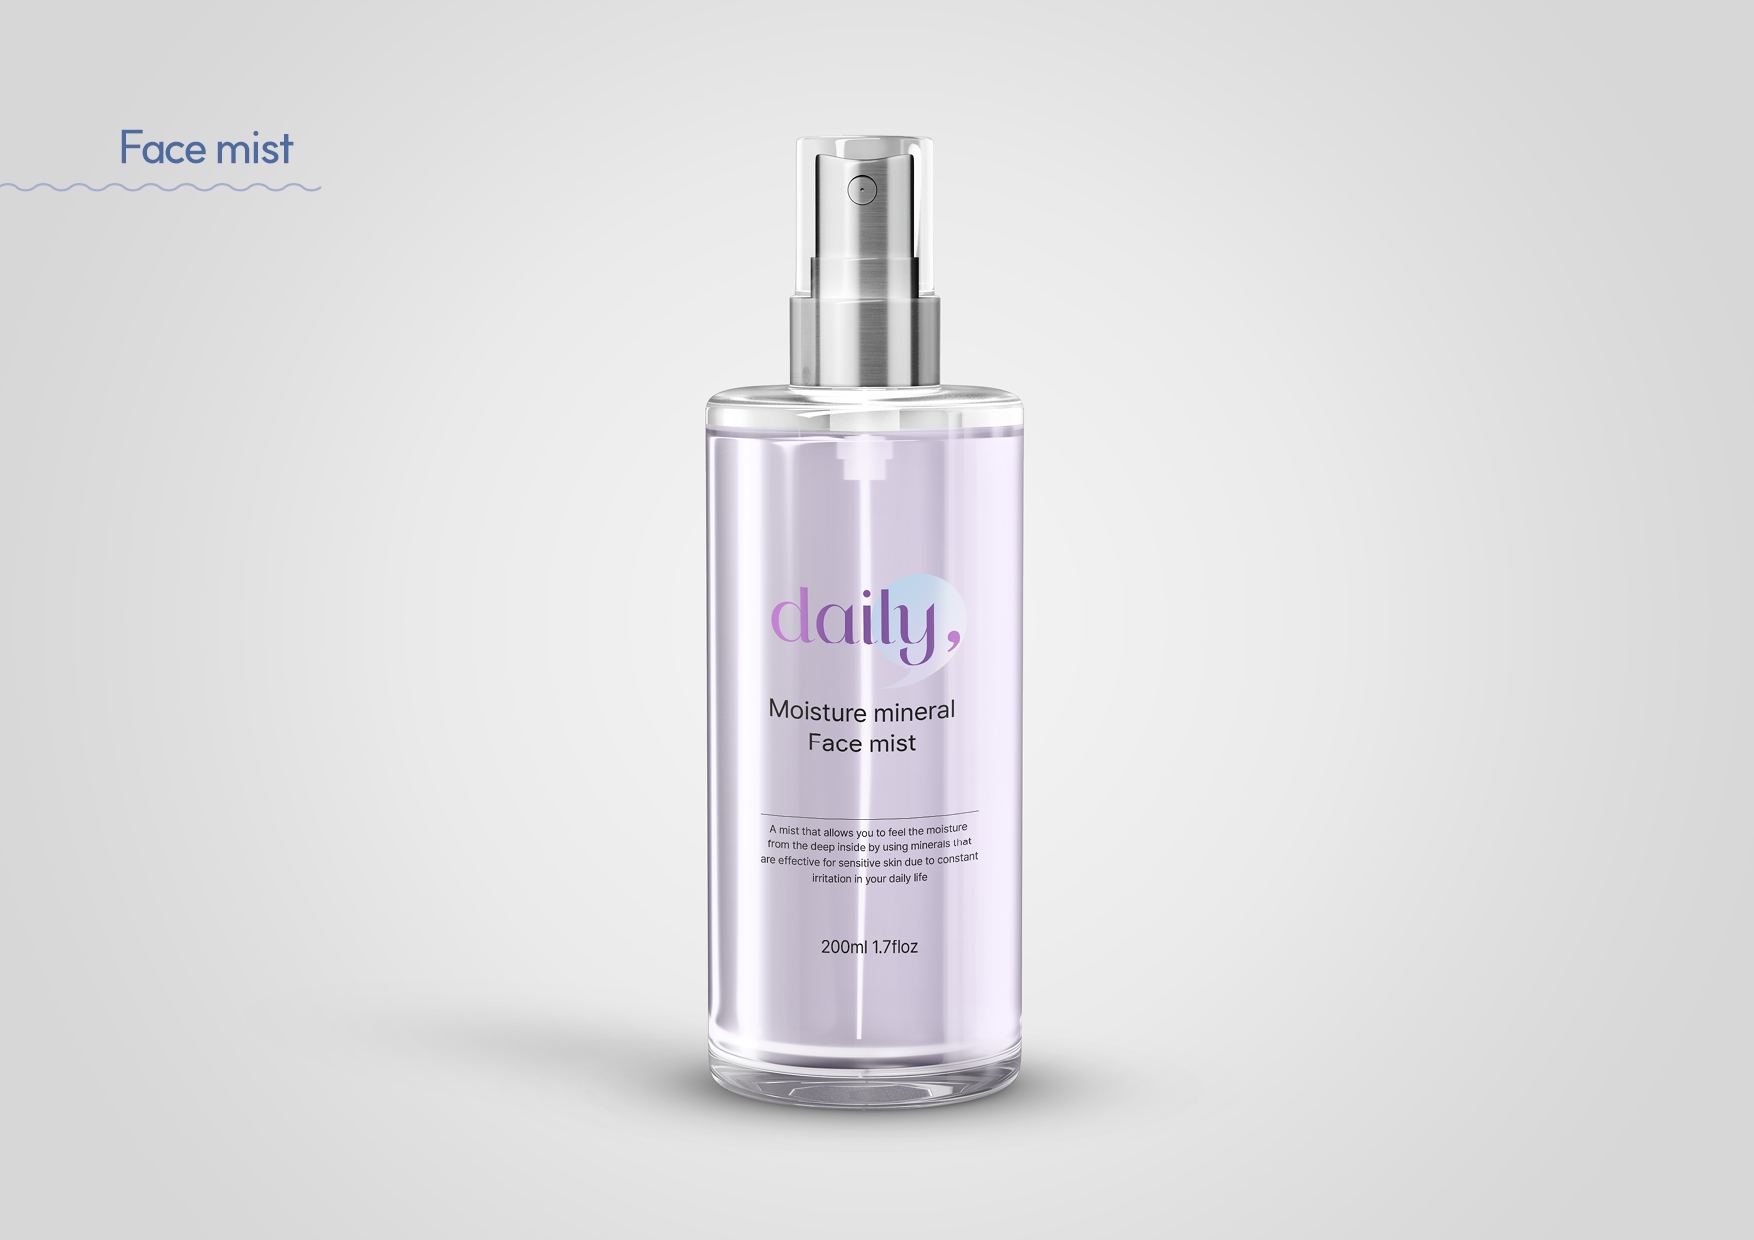 Face mist
daily,
Moisture mineral
Face mist
A mist that allows you to feel the moisture
from the deep inside by using minerals that
are effective for sensitive skin due to constant
irritation in your daily life
200ml 1.7floz